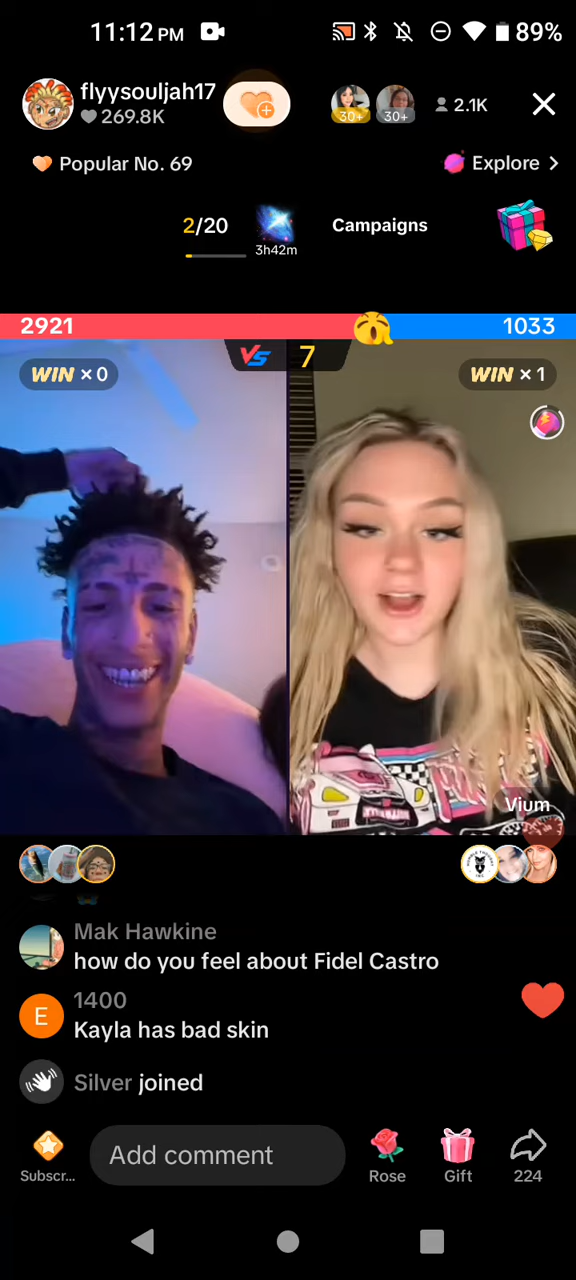 11:12 PM 89%
flyysouljah17
269.8K
30+ 30+ 2.1K
Popular No. 69 Explore >
2/20 3h42m Campaigns
2921 1033
VS 7
WIN × 0 WIN × 1
Vium
Mak Hawkine
how do you feel about Fidel Castro
E 1400
Kayla has bad skin
Silver joined
Subscr... Add comment Rose Gift 224